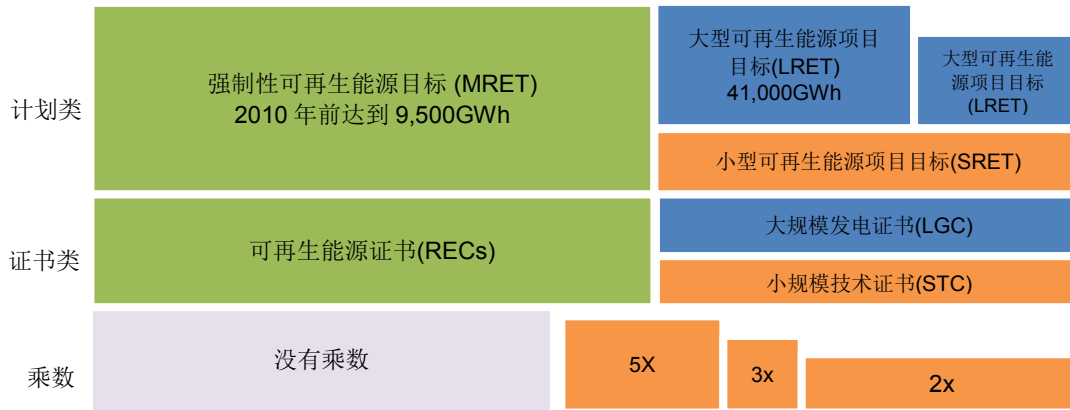 计划类
强制性可再生能源目标 (MRET)
2010 年前达到 9,500GWh
大型可再生能源项目
目标(LRET)
41,000GWh
大型可再生能
源项目目标
(LRET)
小型可再生能源项目目标(SRET)
证书类
可再生能源证书(RECs)
大规模发电证书(LGC)
小规模技术证书(STC)
乘数
没有乘数
5X
3x
2x